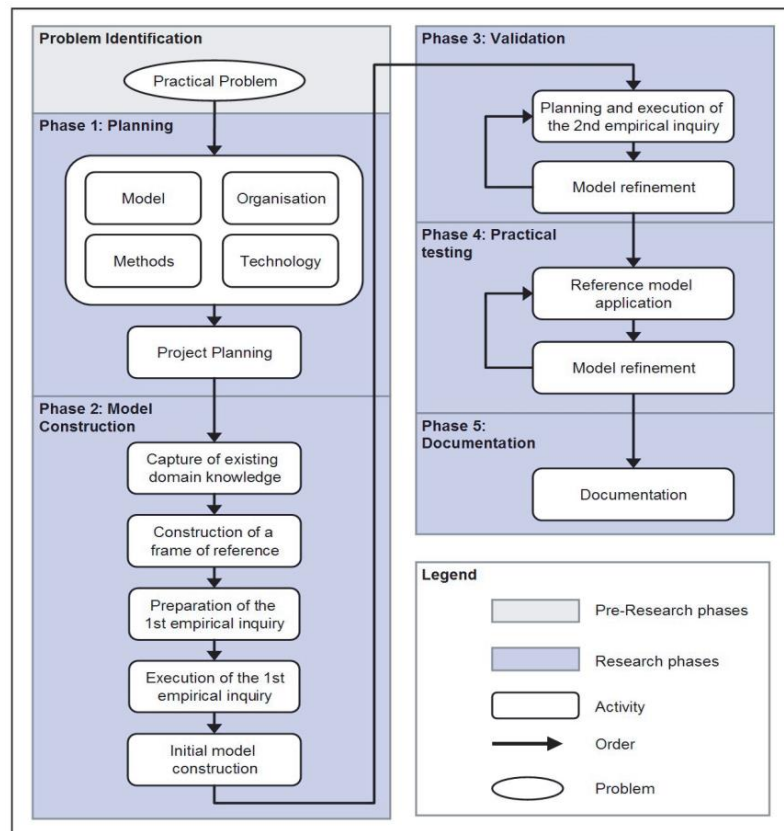 Problem Identification
Practical Problem
Phase 1: Planning
Model
Organisation
Methods
Technology
Project Planning
Phase 2: Model
Construction
Capture of existing
domain knowledge
Construction of a
frame of reference
Preparation of the
1st empirical inquiry
Execution of the 1st
empirical inquiry
Initial model
construction
Phase 3: Validation
Planning and execution of
the 2nd empirical inquiry
Model refinement
Phase 4: Practical
testing
Reference model
application
Model refinement
Phase 5:
Documentation
Documentation
Legend
Pre-Research phases
Research phases
Activity
Order
Problem